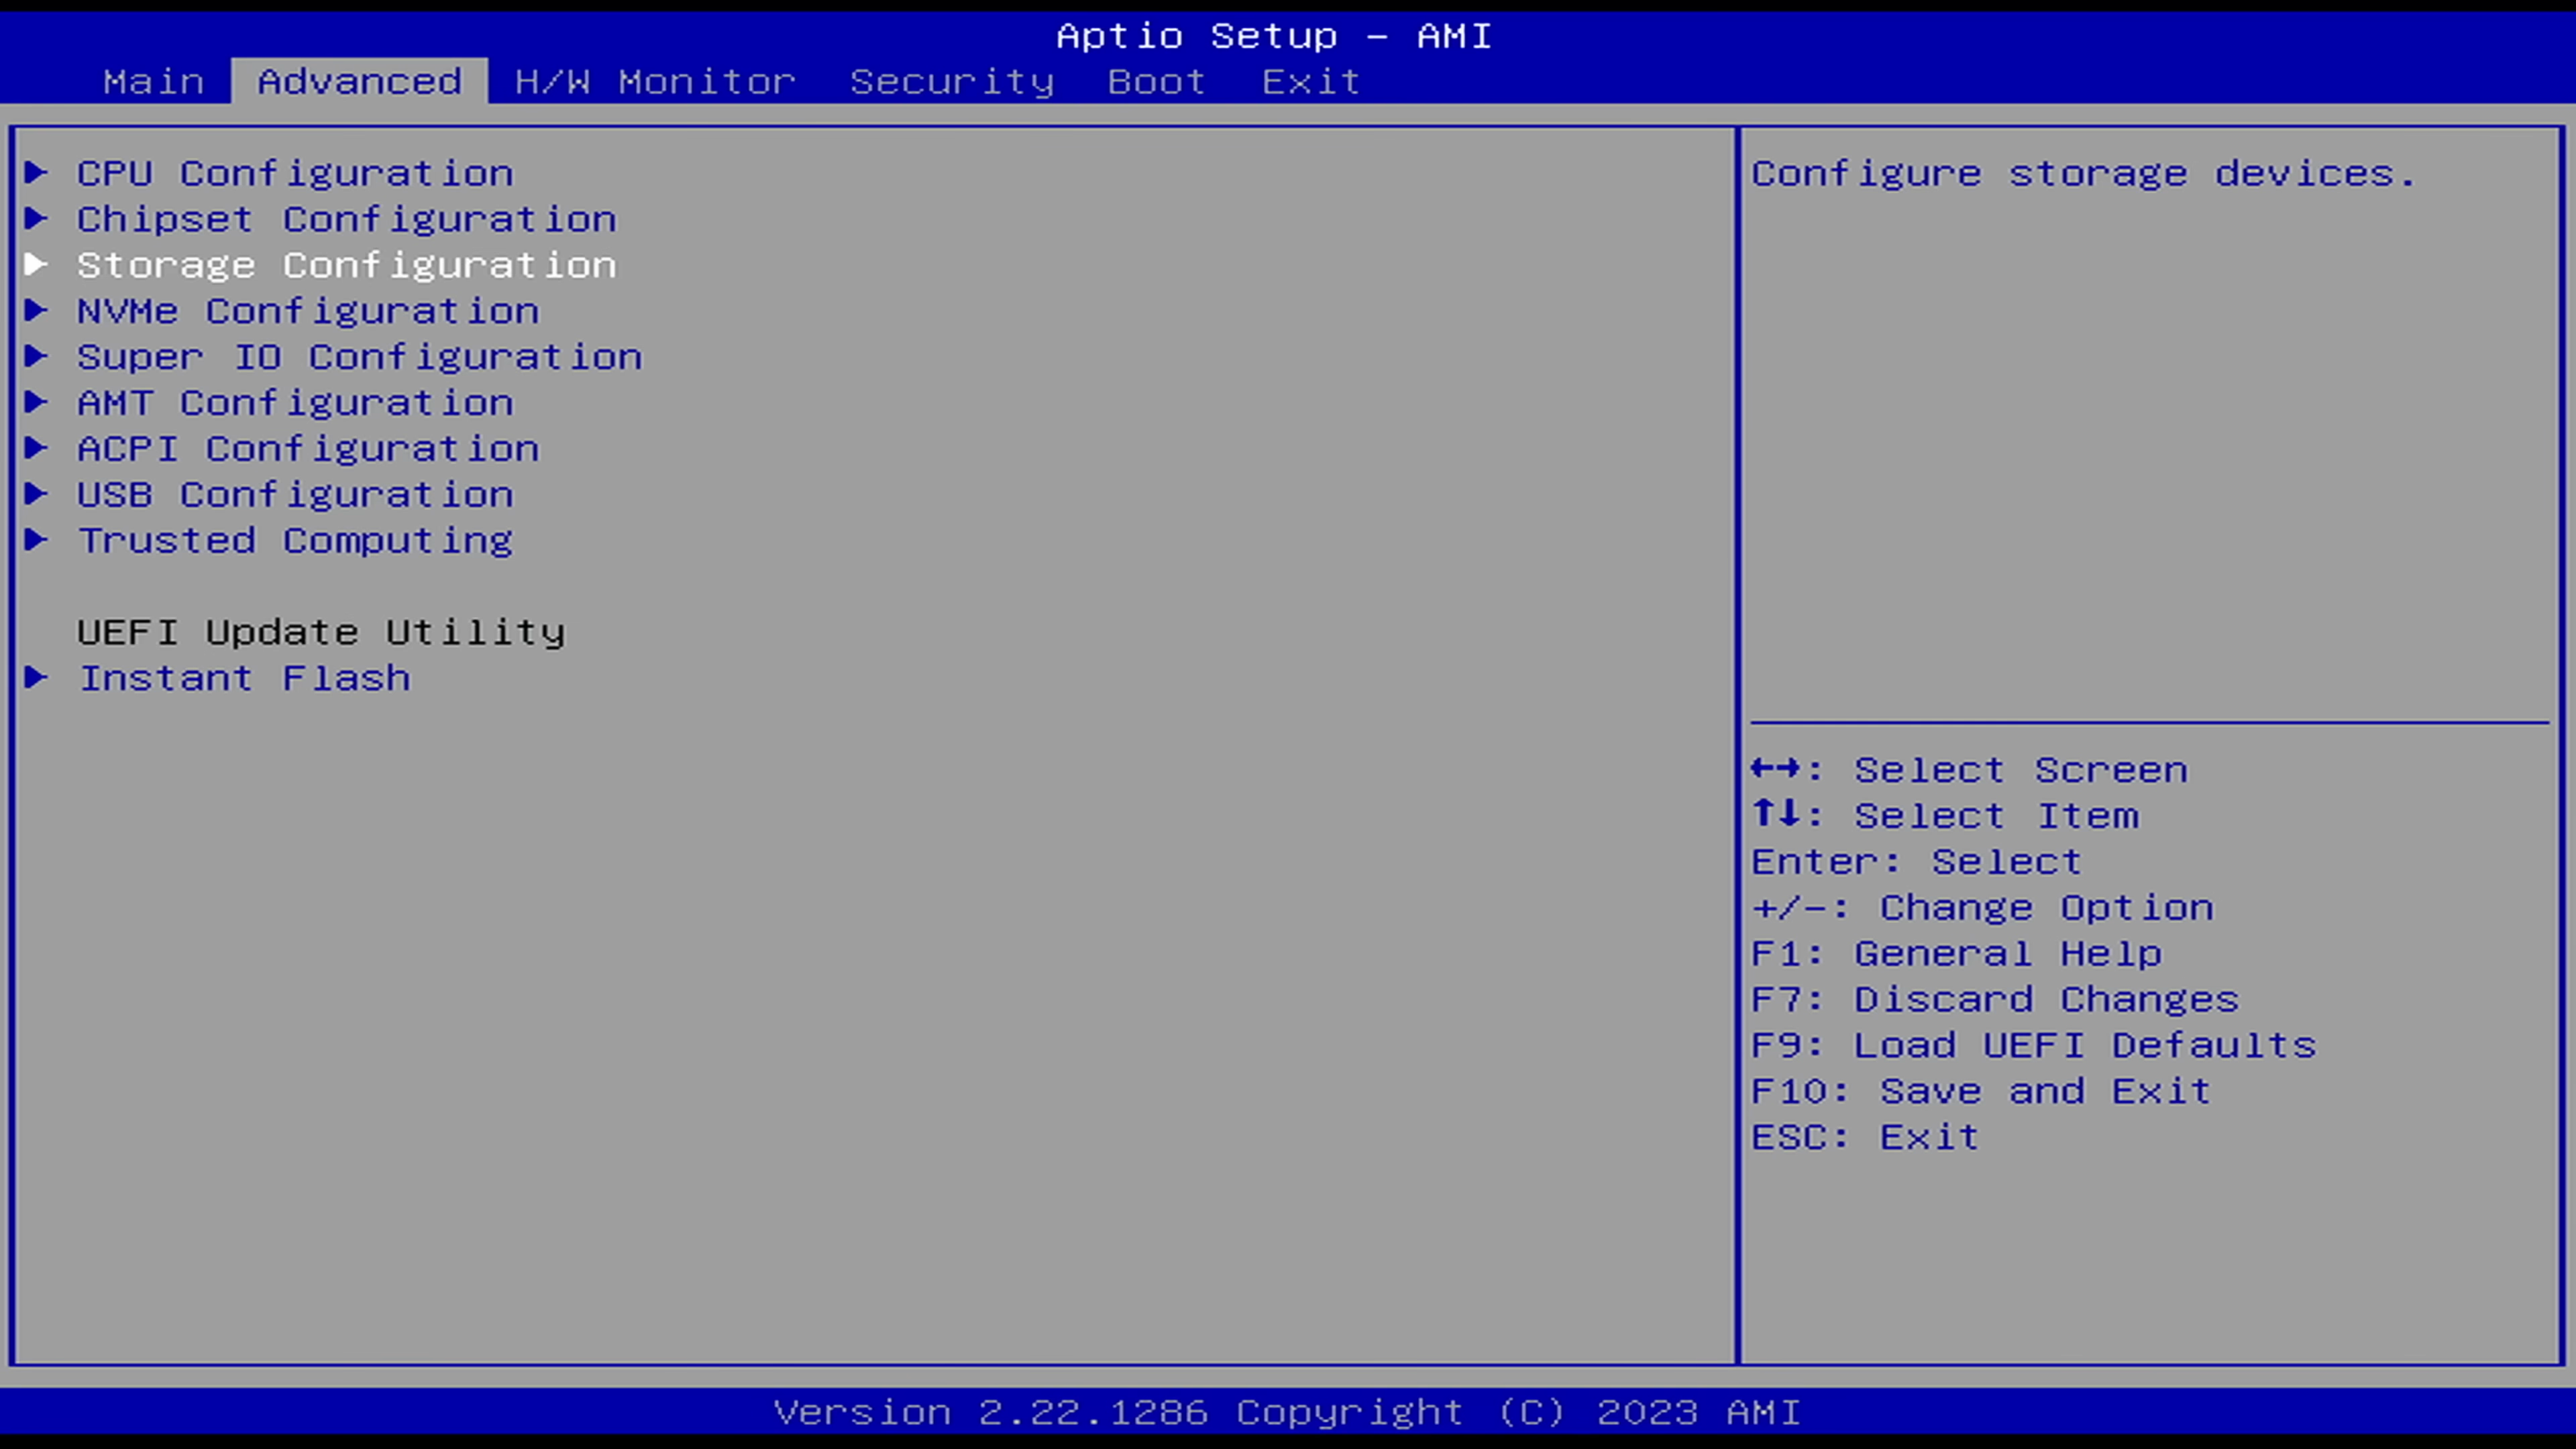 Aptio Setup - AMI
Main Advanced H/W Monitor Security Boot Exit
CPU Configuration
Chipset Configuration
Storage Configuration
NVMe Configuration
Super IO Configuration
AMT Configuration
ACPI Configuration
USB Configuration
Trusted Computing
UEFI Update Utility
Instant Flash
Configure storage devices.
←→: Select Screen
↑↓: Select Item
Enter: Select
+/-: Change Option
F1: General Help
F7: Discard Changes
F9: Load UEFI Defaults
F10: Save and Exit
ESC: Exit
Version 2.22.1286 Copyright (C) 2023 AMI